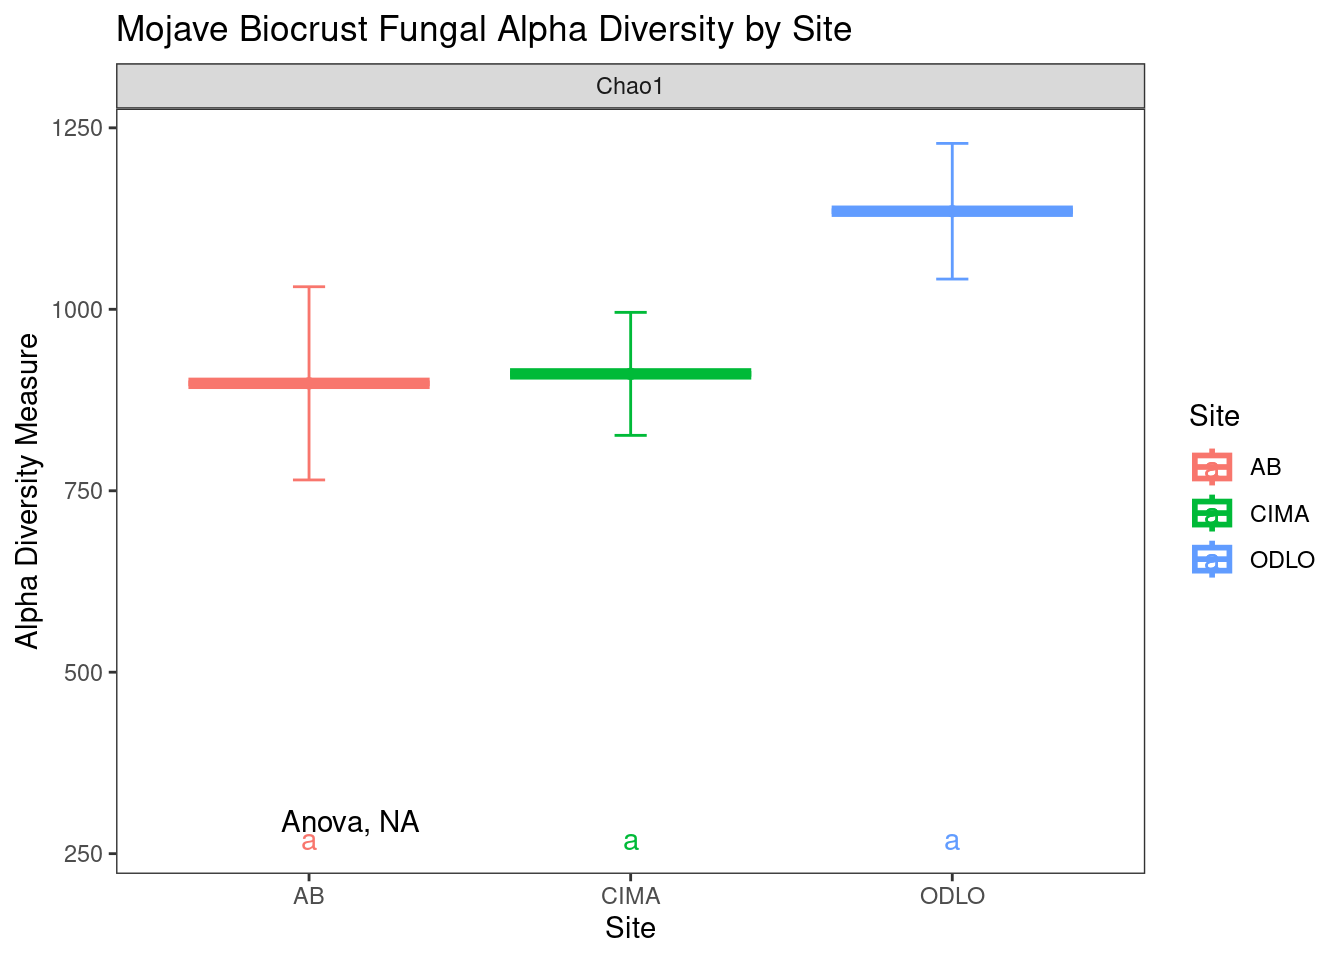 Mojave Biocrust Fungal Alpha Diversity by Site
Chao1
Alpha Diversity Measure
1250
1000
750
500
250
Anova, NA
a a a
AB CIMA ODLO
Site
Site
a AB
a CIMA
a ODLO